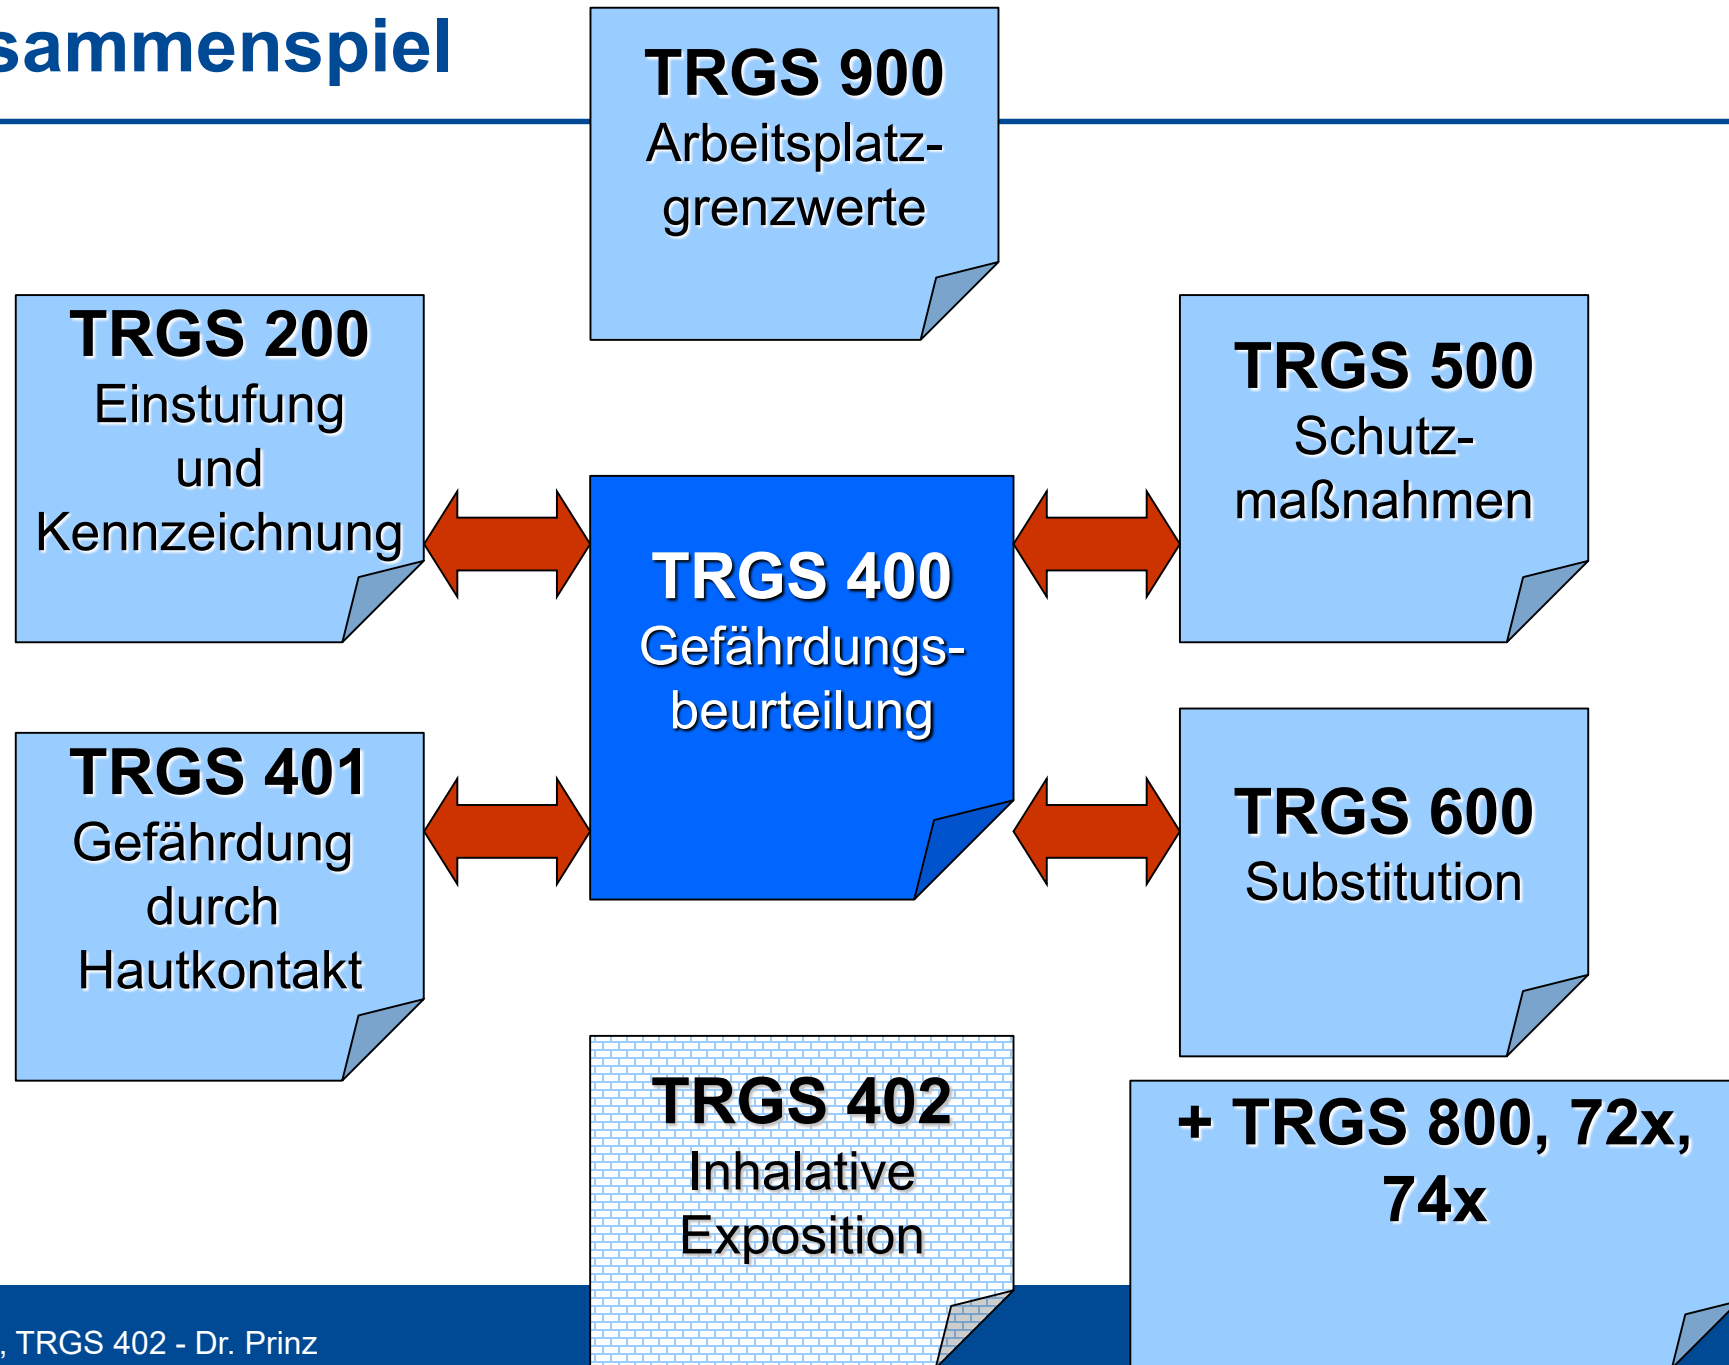 sammenspiel
TRGS 900
Arbeitsplatz-
grenzwerte
TRGS 200
Einstufung
und
Kennzeichnung
TRGS 500
Schutz-
maßnahmen
TRGS 400
Gefährdungs-
beurteilung
TRGS 401
Gefährdung
durch
Hautkontakt
TRGS 600
Substitution
TRGS 402
Inhalative
Exposition
+ TRGS 800, 72x,
74x
, TRGS 402 - Dr. Prinz